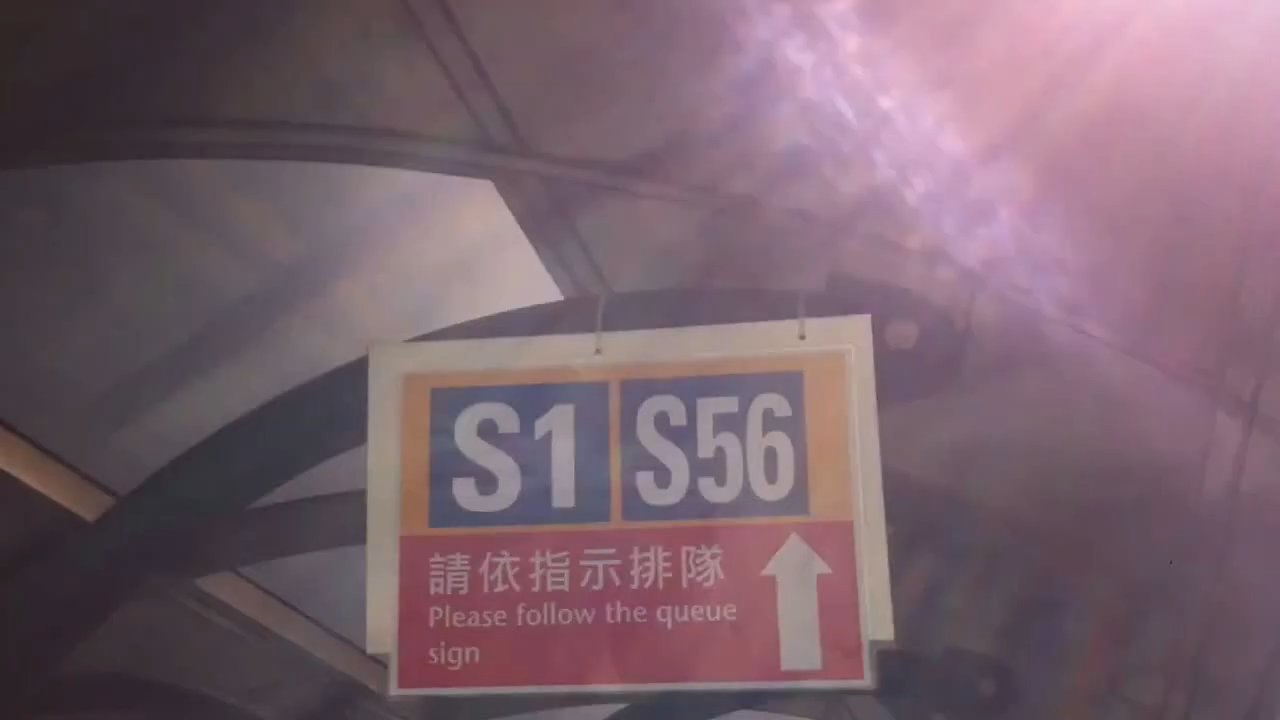 S1 S56
請依指示排隊
Please follow the queue
sign